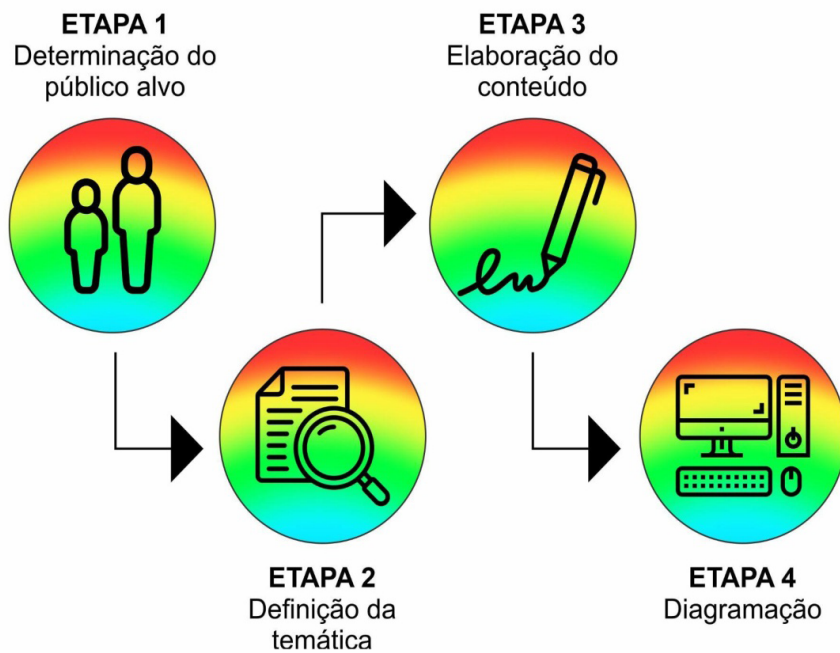 ETAPA 1
Determinação do
público alvo
ETAPA 2
Definição da
temática
ETAPA 3
Elaboração do
conteúdo
ETAPA 4
Diagramação